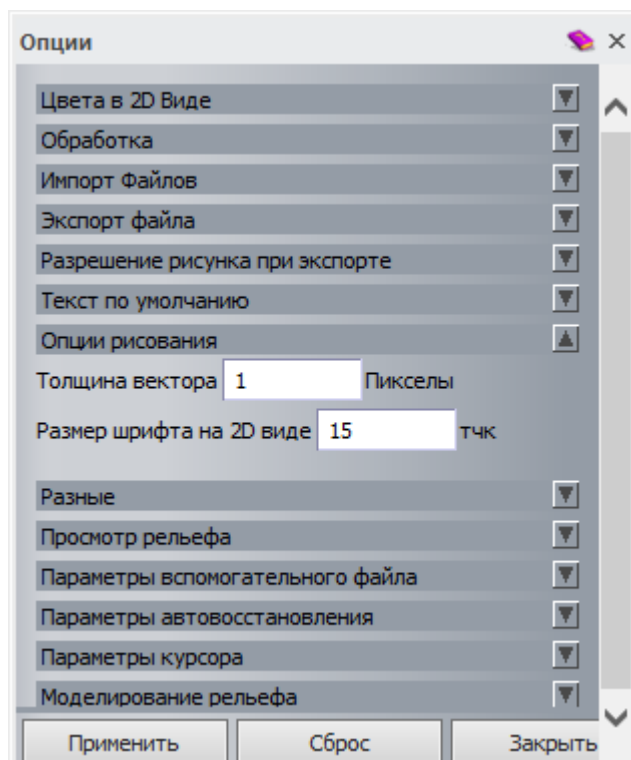 Опции
Цвета в 2D Виде
Обработка
Импорт Файлов
Экспорт файла
Разрешение рисунка при экспорте
Текст по умолчанию
Опции рисования
Толщина вектора 1 Пикселы
Размер шрифта на 2D виде 15 тчк
Разные
Просмотр рельефа
Параметры вспомогательного файла
Параметры автовосстановления
Параметры курсора
Моделирование рельефа
Применить Сброс Закрыть